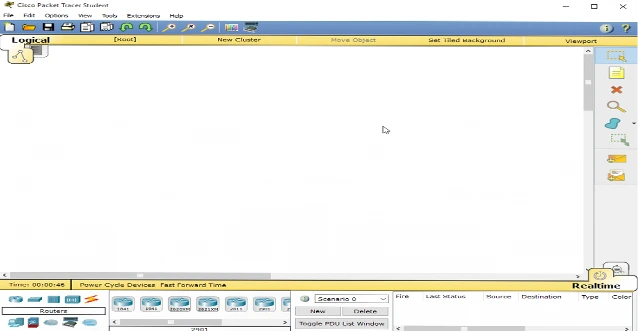 Cisco Packet Tracer Student
File Edit Options View Tools Extensions Help
Logical [Root] New Cluster Move Object Set Tiled Background Viewport
Time: 00:00:46 Power Cycle Devices Fast Forward Time Realtime
Routers
1841 1941 2620XM 2621XM 2811 2901
2901
Scenario 0
New Delete
Toggle PDU List Window
Fire Last Status Source Destination Type Color